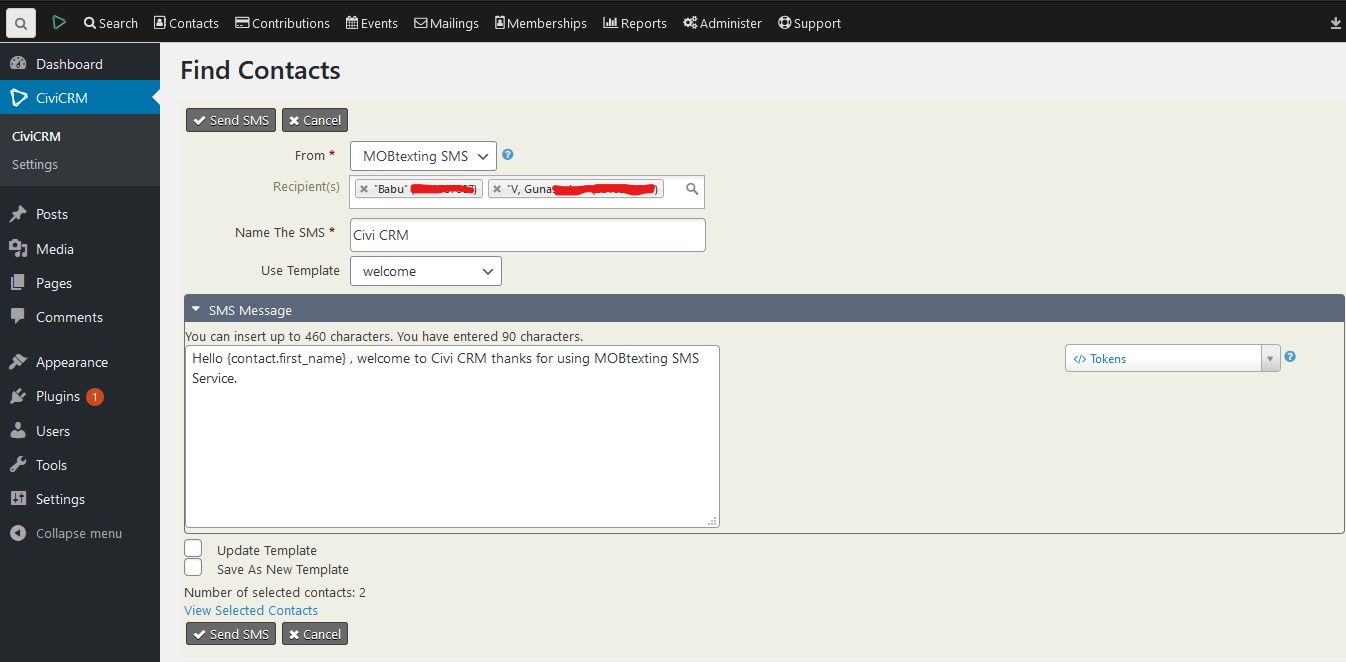 Search Contacts Contributions Events Mailings Memberships Reports Administer Support
Dashboard
CiviCRM
CiviCRM
Settings
Posts
Media
Pages
Comments
Appearance
Plugins 1
Users
Tools
Settings
Collapse menu
Find Contacts
Send SMS Cancel
From * MOBtexting SMS
Recipient(s) "Babu" "V, Guna
Name The SMS * Civi CRM
Use Template welcome
SMS Message
You can insert up to 460 characters. You have entered 90 characters.
Hello {contact.first_name} , welcome to Civi CRM thanks for using MOBtexting SMS
Service.
</> Tokens
Update Template
Save As New Template
Number of selected contacts: 2
View Selected Contacts
Send SMS Cancel